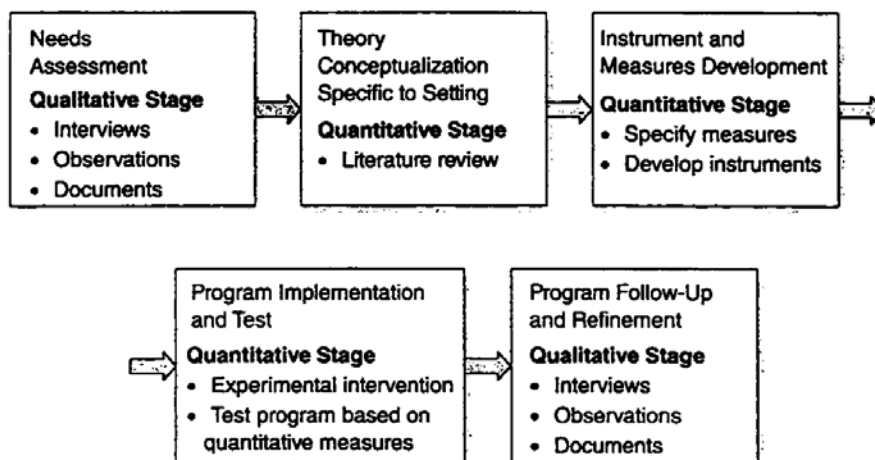 Needs
Assessment
Qualitative Stage
• Interviews
• Observations
• Documents
Theory
Conceptualization
Specific to Setting
Quantitative Stage
• Literature review
Instrument and
Measures Development
Quantitative Stage
• Specify measures
• Develop instruments
Program Implementation
and Test
Quantitative Stage
• Experimental intervention
• Test program based on
quantitative measures
Program Follow-Up
and Refinement
Qualitative Stage
• Interviews
• Observations
• Documents